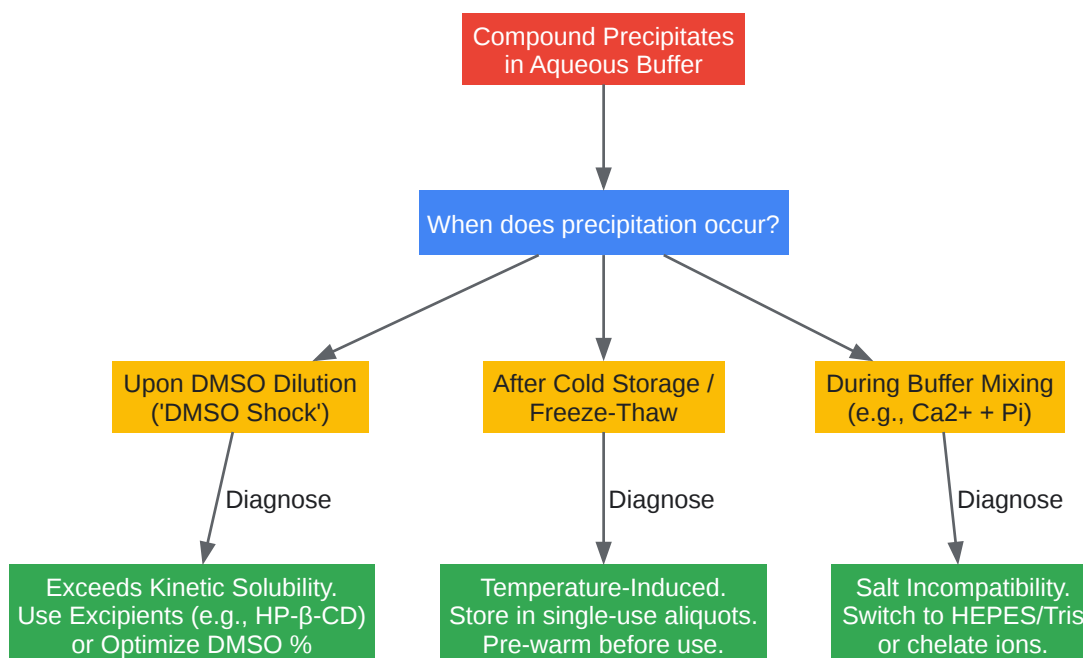 Compound Precipitates
in Aqueous Buffer
When does precipitation occur?
Upon DMSO Dilution
('DMSO Shock')
After Cold Storage /
Freeze-Thaw
During Buffer Mixing
(e.g., Ca2+ + Pi)
Diagnose
Diagnose
Diagnose
Exceeds Kinetic Solubility.
Use Excipients (e.g., HP-β-CD)
or Optimize DMSO %
Temperature-Induced.
Store in single-use aliquots.
Pre-warm before use.
Salt Incompatibility.
Switch to HEPES/Tris
or chelate ions.